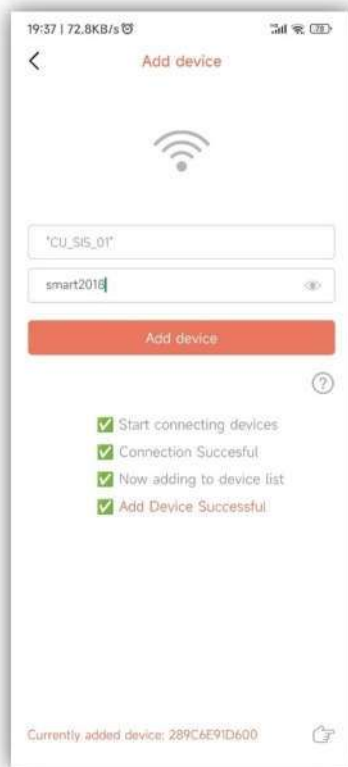 19:37 | 72.8KB/s
78
Add device
"CU_SIS_01"
smart2018
Add device
?
Start connecting devices
Connection Succesful
Now adding to device list
Add Device Successful
Currently added device: 289C6E91D600